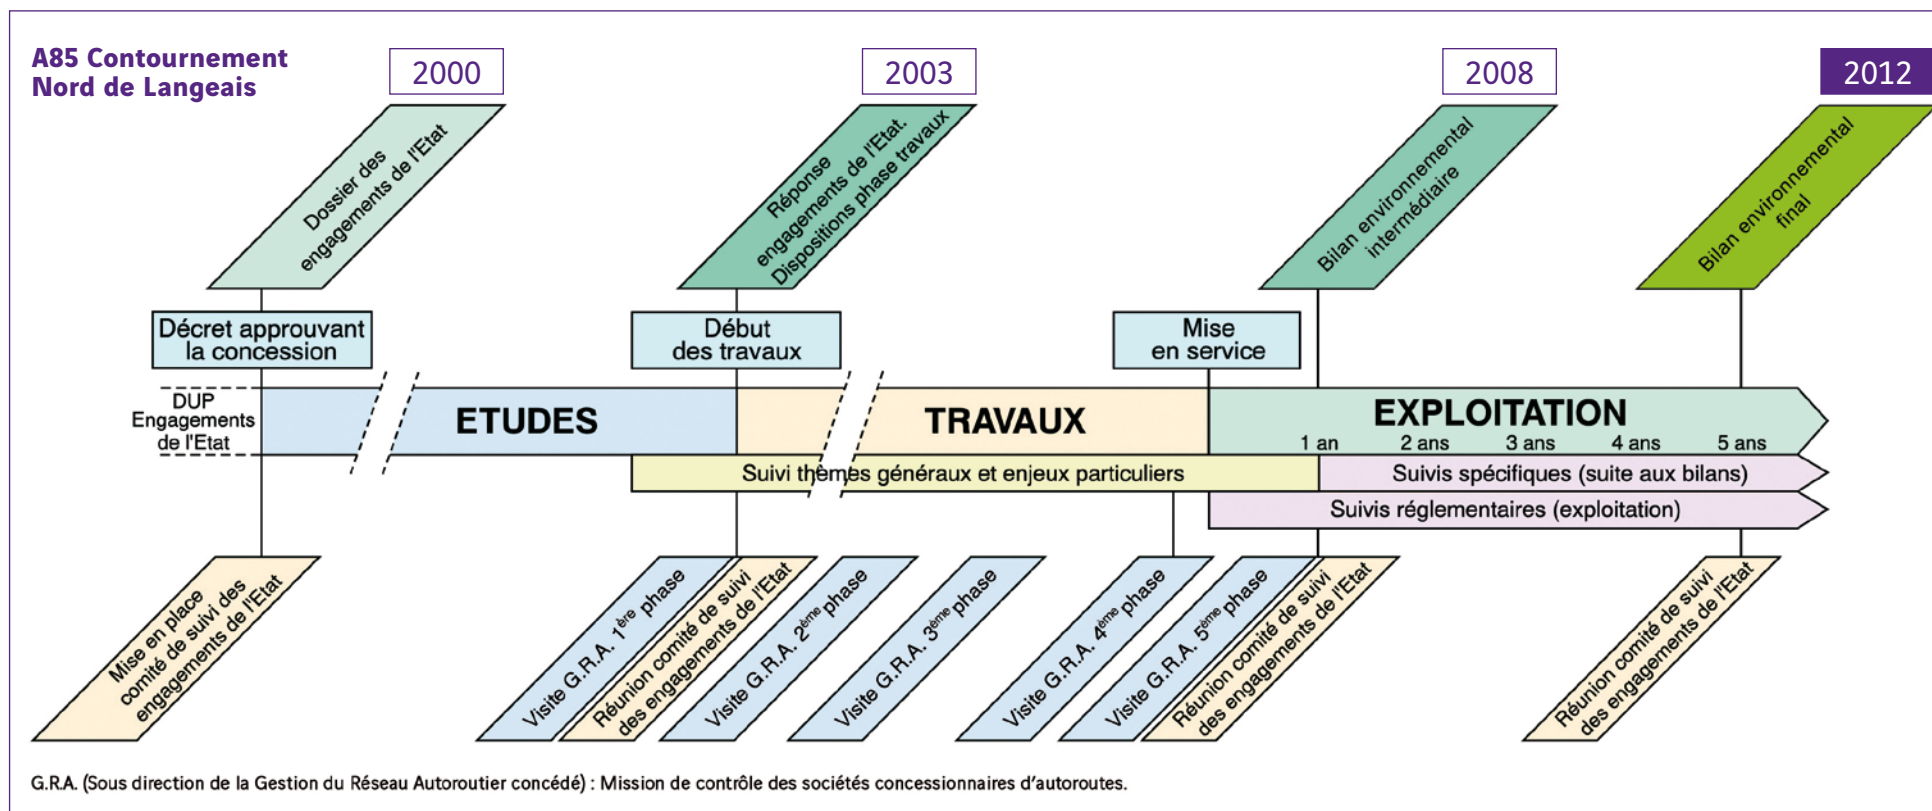 A85 Contournement
Nord de Langeais
2000
2003
2008
2012
Dossier des
engagements de l'Etat
Réponse
engagements de l'Etat.
Dispositions phase travaux
Bilan environnemental
intermédiaire
Bilan environnemental
final
Décret approuvant
la concession
Début
des travaux
Mise
en service
DUP
Engagements
de l'Etat
ETUDES
TRAVAUX
EXPLOITATION
1 an
2 ans
3 ans
4 ans
5 ans
Suivi thèmes généraux et enjeux particuliers
Suivis spécifiques (suite aux bilans)
Suivis réglementaires (exploitation)
Mise en place
comité de suivi des
engagements de l'Etat
Visite G.R.A. 1ère phase
Réunion comité de suivi
des engagements de l'Etat
Visite G.R.A. 2ème phase
Visite G.R.A. 3ème phase
Visite G.R.A. 4ème phase
Visite G.R.A. 5ème phase
Réunion comité de suivi
des engagements de l'Etat
Réunion comité de suivi
des engagements de l'Etat
G.R.A. (Sous direction de la Gestion du Réseau Autoroutier concédé) : Mission de contrôle des sociétés concessionnaires d'autoroutes.